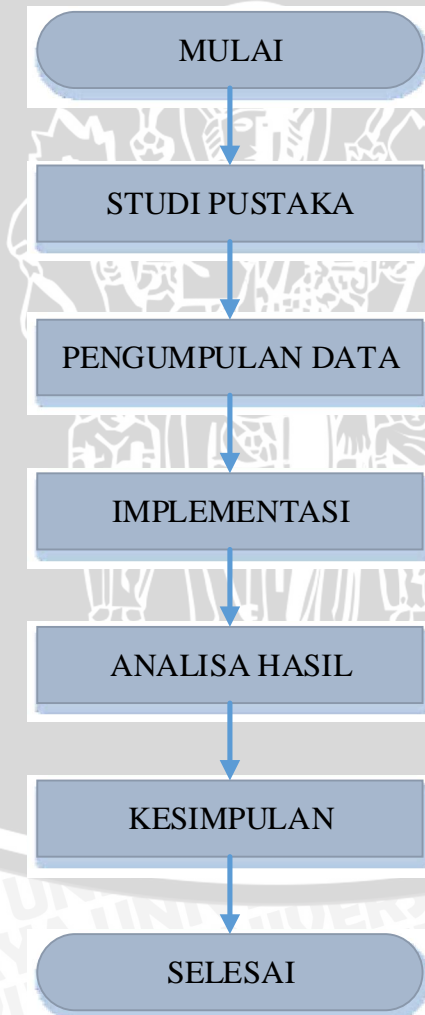 MULAI
STUDI PUSTAKA
PENGUMPULAN DATA
IMPLEMENTASI
ANALISA HASIL
KESIMPULAN
SELESAI